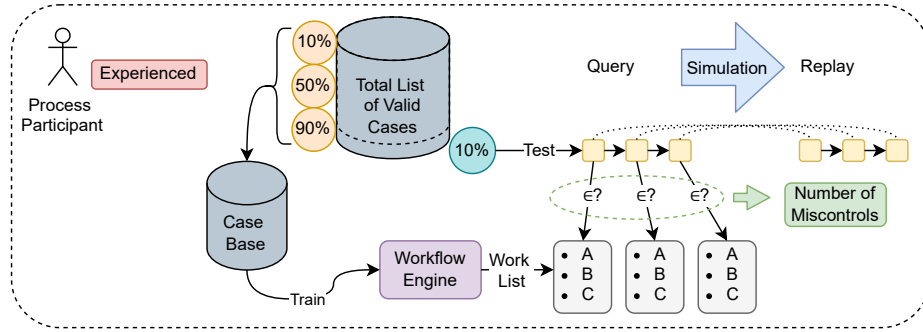 Process
Participant
Experienced
10%
50%
90%
Total List
of Valid
Cases
10%
Test
Query
Simulation
Replay
∈?
∈?
∈?
Number of
Miscontrols
Case
Base
Train
Workflow
Engine
Work
List
• A
• B
• C
• A
• B
• C
• A
• B
• C